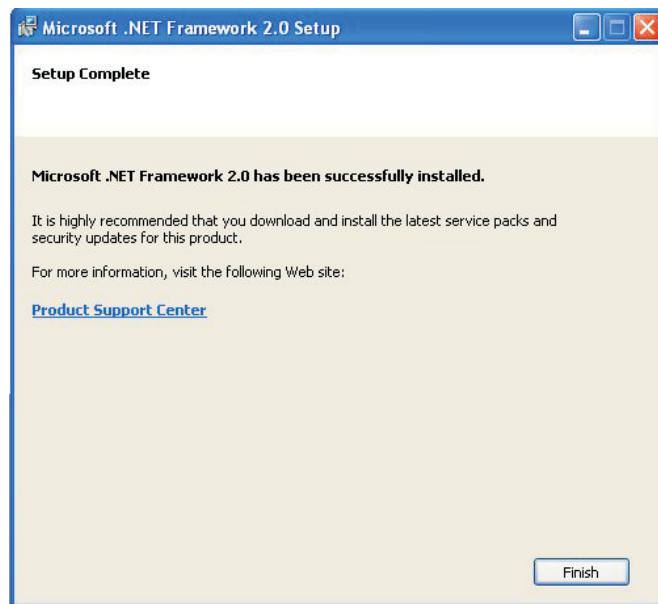 Microsoft .NET Framework 2.0 Setup
Setup Complete
Microsoft .NET Framework 2.0 has been successfully installed.
It is highly recommended that you download and install the latest service packs and
security updates for this product.
For more information, visit the following Web site:
Product Support Center
Finish